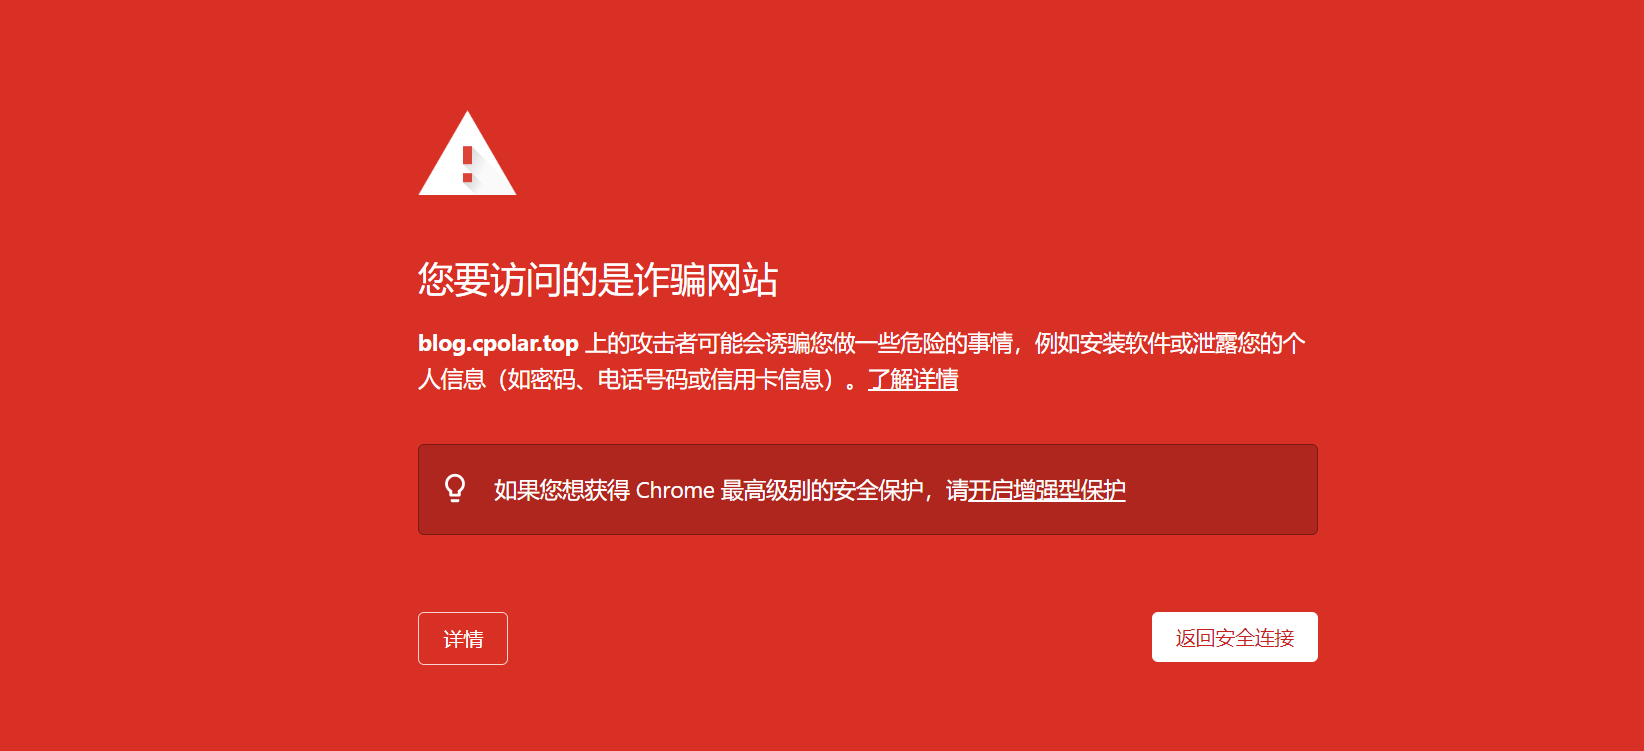 您要访问的是诈骗网站
blog.cpolar.top 上的攻击者可能会诱骗您做一些危险的事情，例如安装软件或泄露您的个
人信息（如密码、电话号码或信用卡信息）。了解详情
如果您想获得 Chrome 最高级别的安全保护，请开启增强型保护
详情
返回安全连接